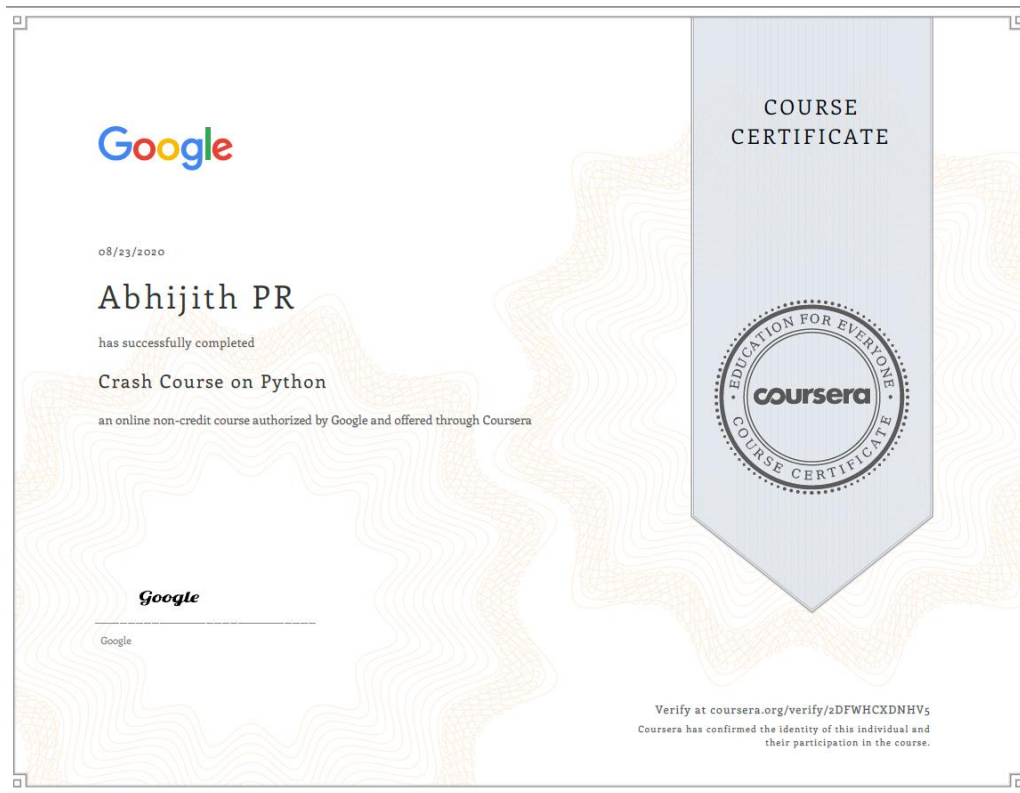 Google
08/23/2020
Abhijith PR
has successfully completed
Crash Course on Python
an online non-credit course authorized by Google and offered through Coursera
Google
Google
COURSE
CERTIFICATE
EDUCATION FOR EVERYONE
coursera
COURSE CERTIFICATE
Verify at coursera.org/verify/2DFWHCXDNHV5
Coursera has confirmed the identity of this individual and
their participation in the course.